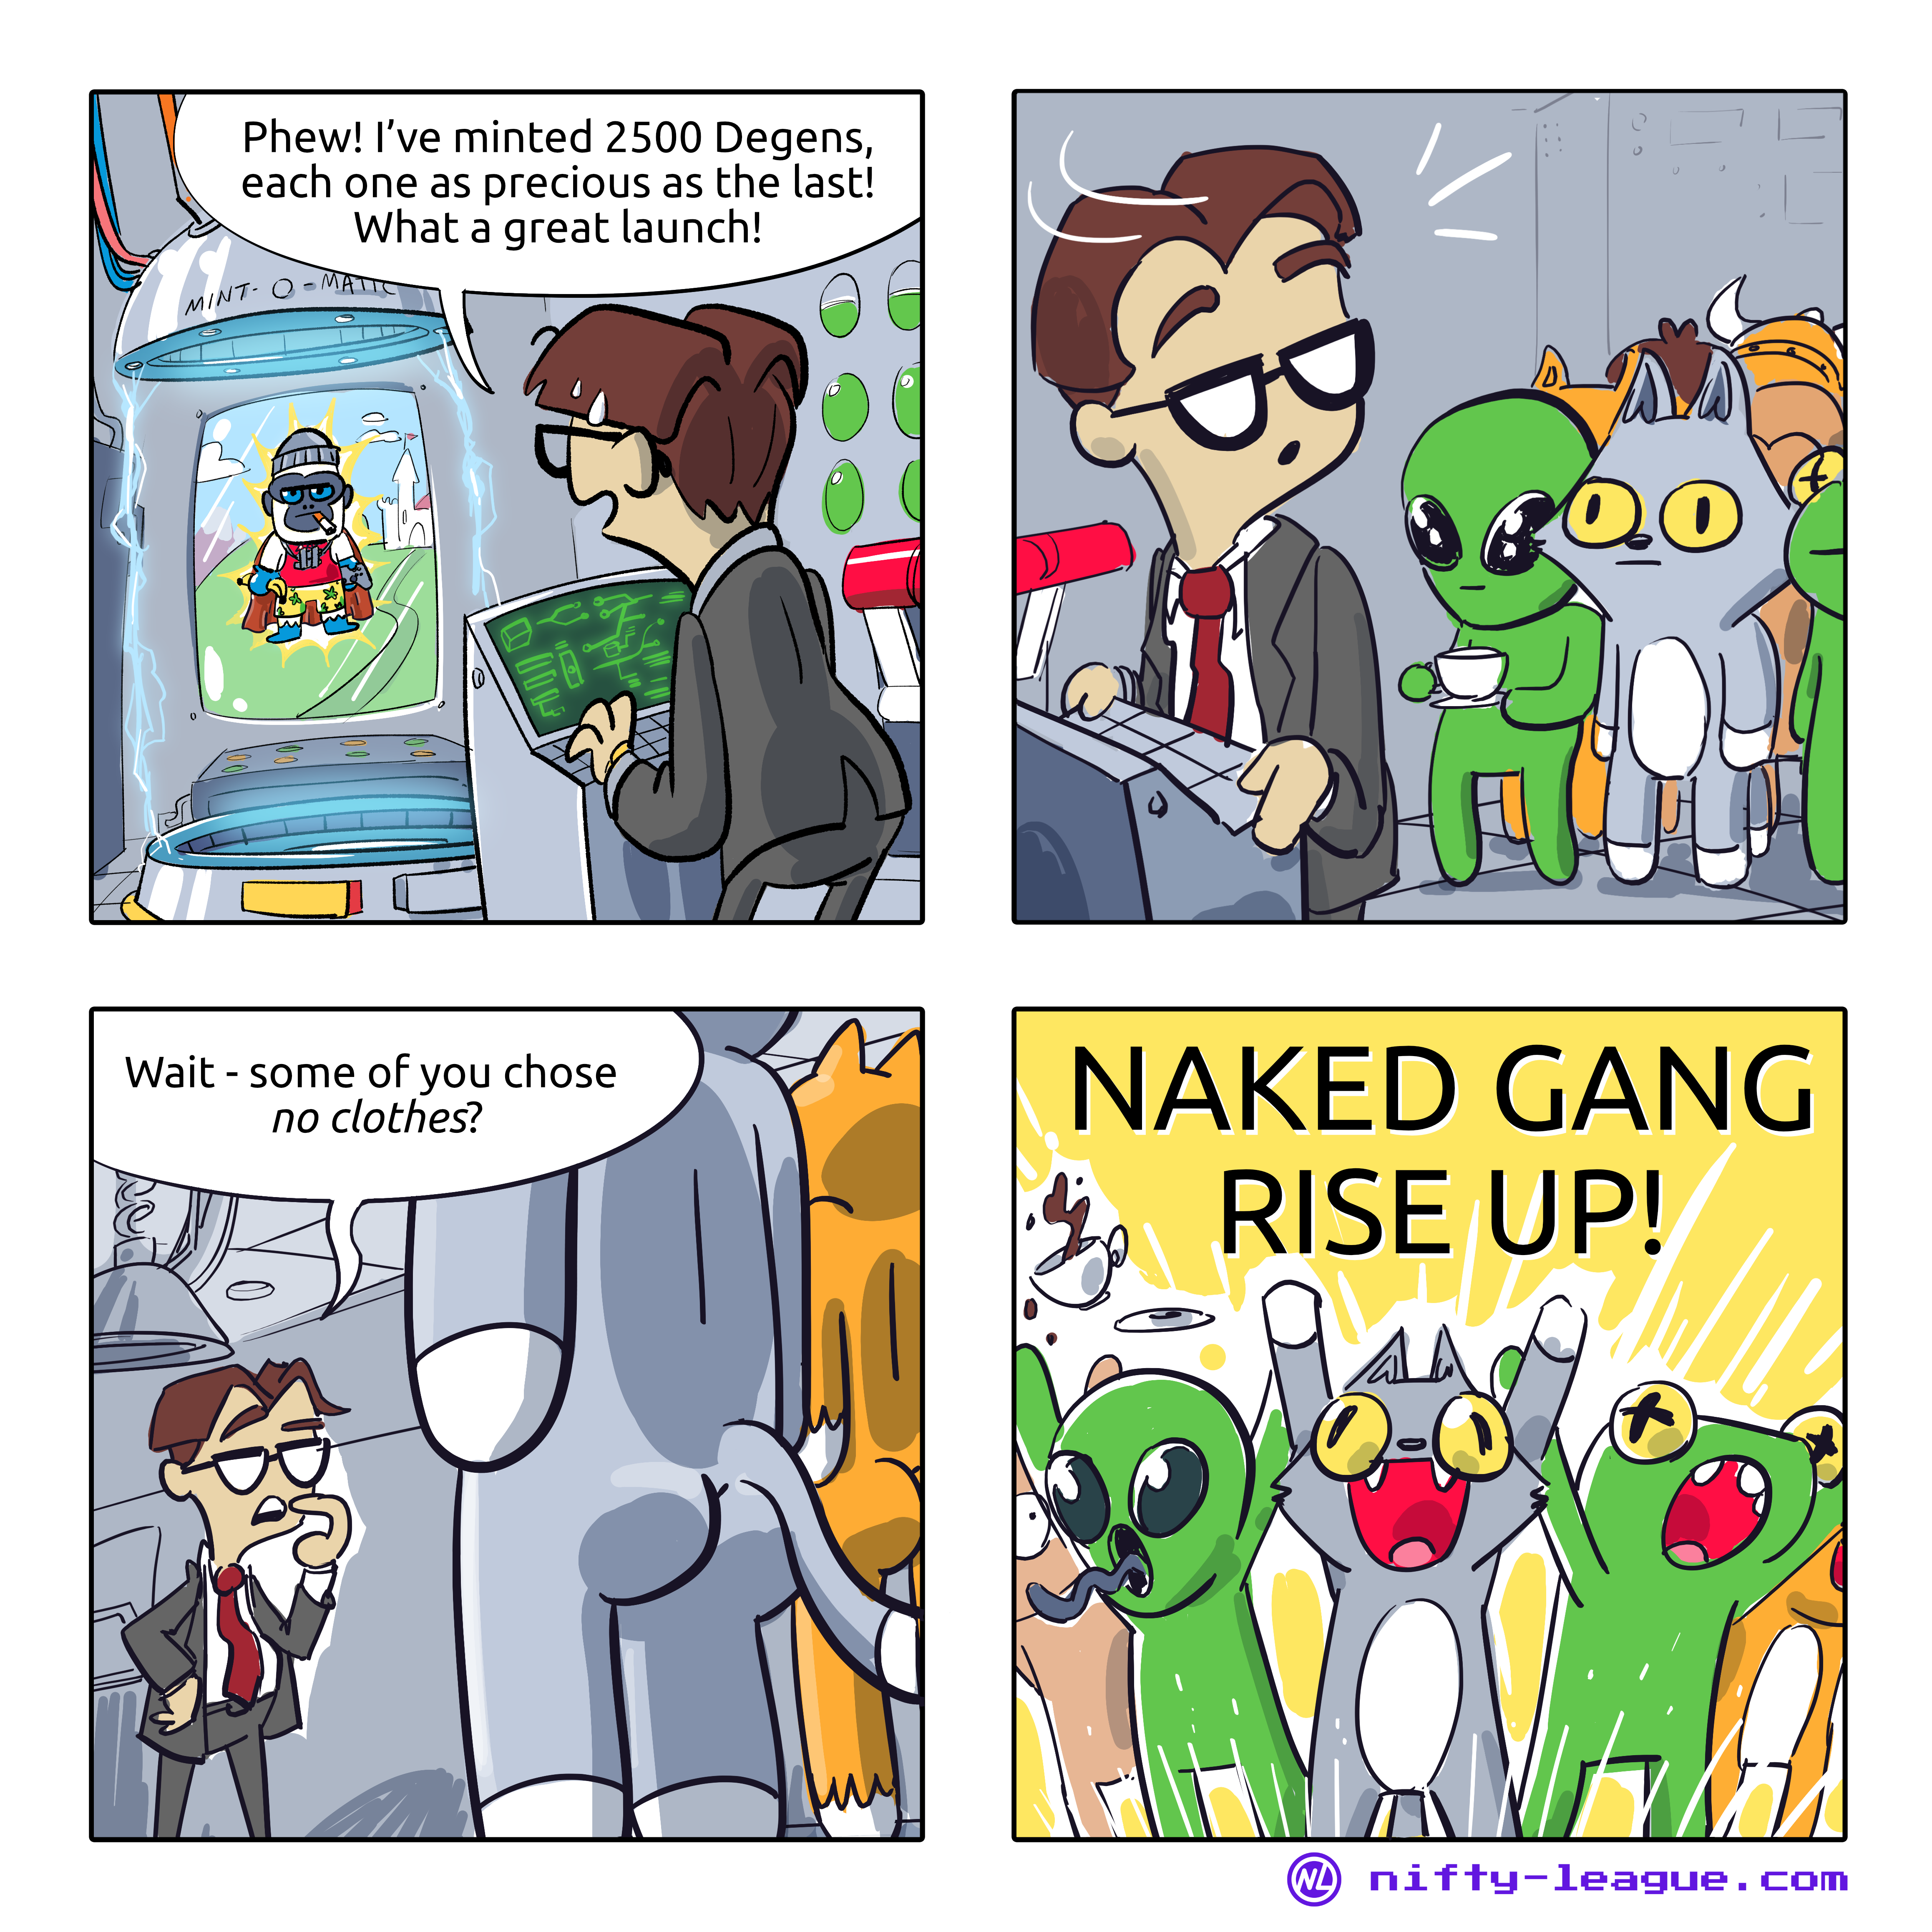 Phew! I've minted 2500 Degens,
each one as precious as the last!
What a great launch!
MINT-O-MATIC
Wait - some of you chose
no clothes?
NAKED GANG
RISE UP!
NL nifty-league.com